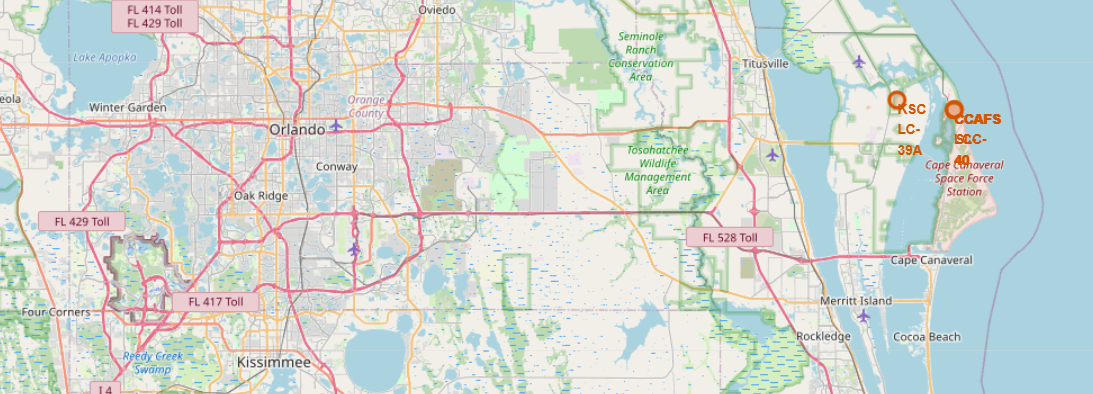 FL 414 Toll
FL 429 Toll
Oviedo
Lake Apopka
Seminole
Ranch
Conservation
Area
Titusville
eola
Winter Garden
Orange
County
Orlando
KSC
LC-
39A
CCAFS
40
Conway
Tosohatchee
Wildlife
Management
Area
Cape Canaveral
Space Force
Station
Oak Ridge
FL 429 Toll
FL 528 Toll
Cape Canaveral
FL 417 Toll
Merritt Island
Four Corners
Rockledge
Cocoa Beach
Reedy Creek
Swamp
Kissimmee
I 4